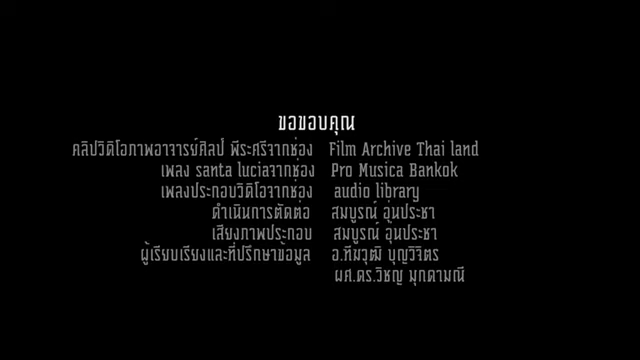 ขอขอบคุณ
คลิปวิดิโอภาพอาจารย์ศิลป์ พีระศรีจากช่อง Film Archive Thai land
เพลง santa luciaจากช่อง Pro Musica Bankok
เพลงประกอบวิดิโอจากช่อง audio library
ดำเนินการตัดต่อ สมบูรณ์ อุ่นประชา
เสียงภาพประกอบ สมบูรณ์ อุ่นประชา
ผู้เรียบเรียงและที่ปรึกษาข้อมูล อ.ทีฆวุฒิ บุญวิจิตร
ผศ.ดร.วิชญ มุกดามณี